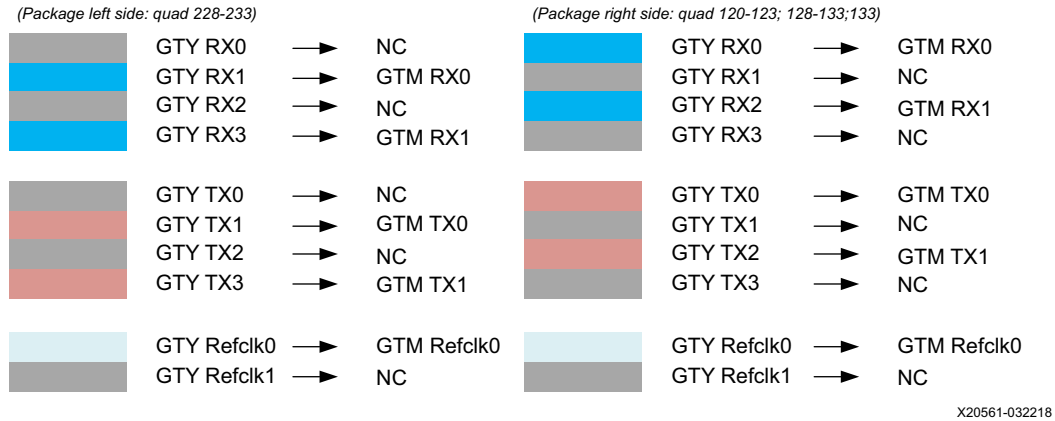 (Package left side: quad 228-233)
GTY RX0 → NC
GTY RX1 → GTM RX0
GTY RX2 → NC
GTY RX3 → GTM RX1
GTY TX0 → NC
GTY TX1 → GTM TX0
GTY TX2 → NC
GTY TX3 → GTM TX1
GTY Refclk0 → GTM Refclk0
GTY Refclk1 → NC
(Package right side: quad 120-123; 128-133;133)
GTY RX0 → GTM RX0
GTY RX1 → NC
GTY RX2 → GTM RX1
GTY RX3 → NC
GTY TX0 → GTM TX0
GTY TX1 → NC
GTY TX2 → GTM TX1
GTY TX3 → NC
GTY Refclk0 → GTM Refclk0
GTY Refclk1 → NC
X20561-032218